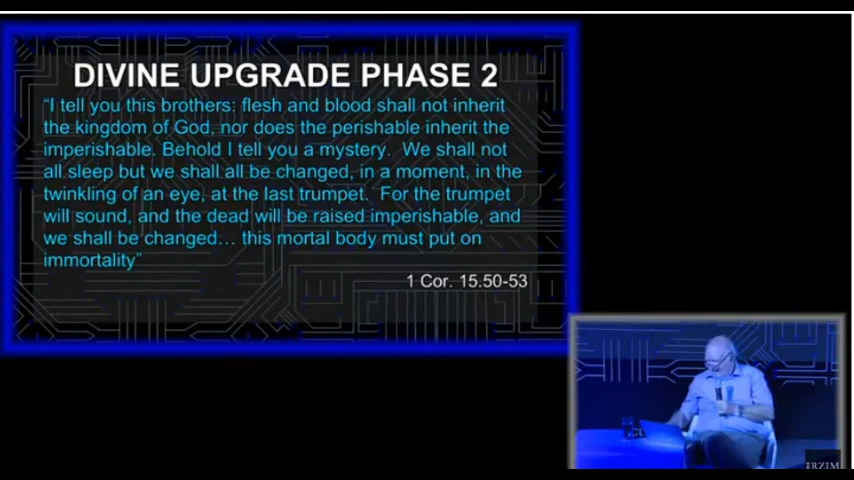 DIVINE UPGRADE PHASE 2
“I tell you this brothers: flesh and blood shall not inherit
the kingdom of God, nor does the perishable inherit the
imperishable. Behold I tell you a mystery.  We shall not
all sleep but we shall all be changed, in a moment, in the
twinkling of an eye, at the last trumpet.  For the trumpet
will sound, and the dead will be raised imperishable, and
we shall be changed… this mortal body must put on
immortality”
1 Cor. 15.50-53
RZIM